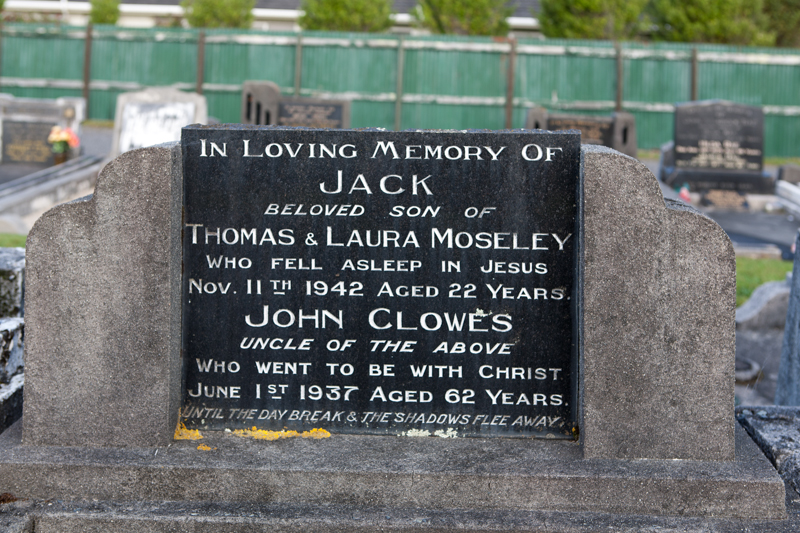 In Loving Memory Of
JACK
BELOVED SON OF
THOMAS & LAURA MOSELEY
WHO FELL ASLEEP IN JESUS
NOV. 11TH 1942 AGED 22 YEARS.
JOHN CLOWES
UNCLE OF THE ABOVE
WHO WENT TO BE WITH CHRIST
JUNE 1ST 1937 AGED 62 YEARS.
UNTIL THE DAY BREAK & THE SHADOWS FLEE AWAY.